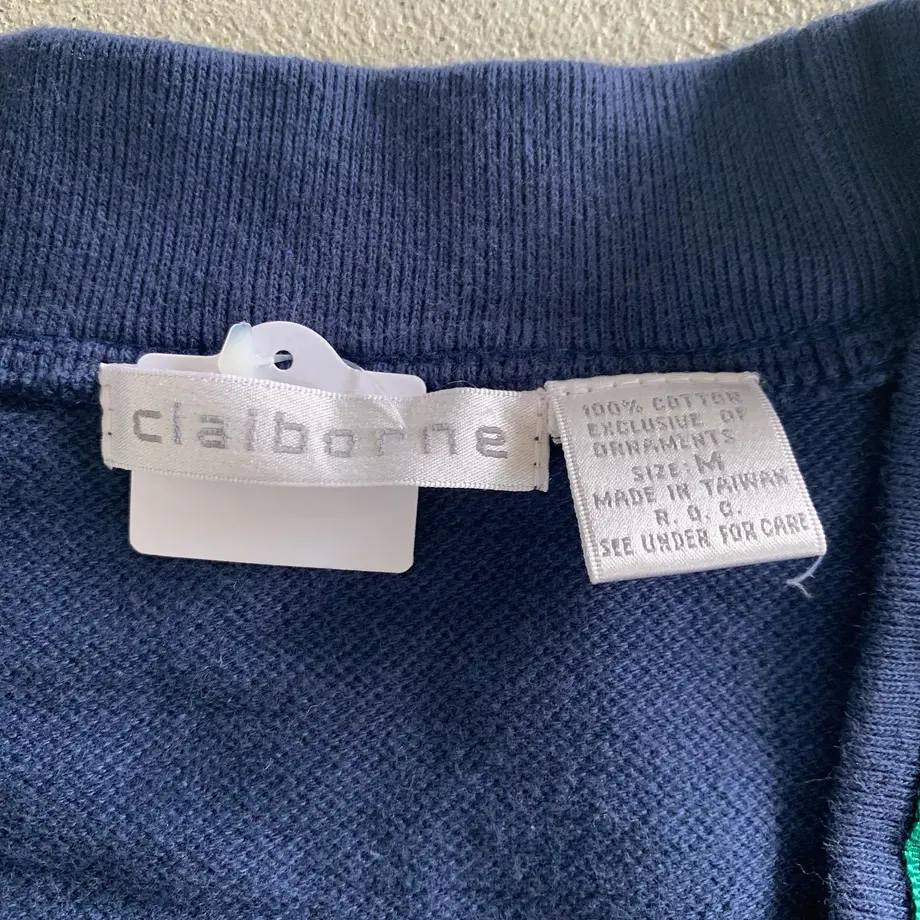 claiborne
100% COTTON
EXCLUSIVE OF
ORNAMENTS
SIZE: M
MADE IN TAIWAN
R. O. C.
SEE UNDER FOR CARE